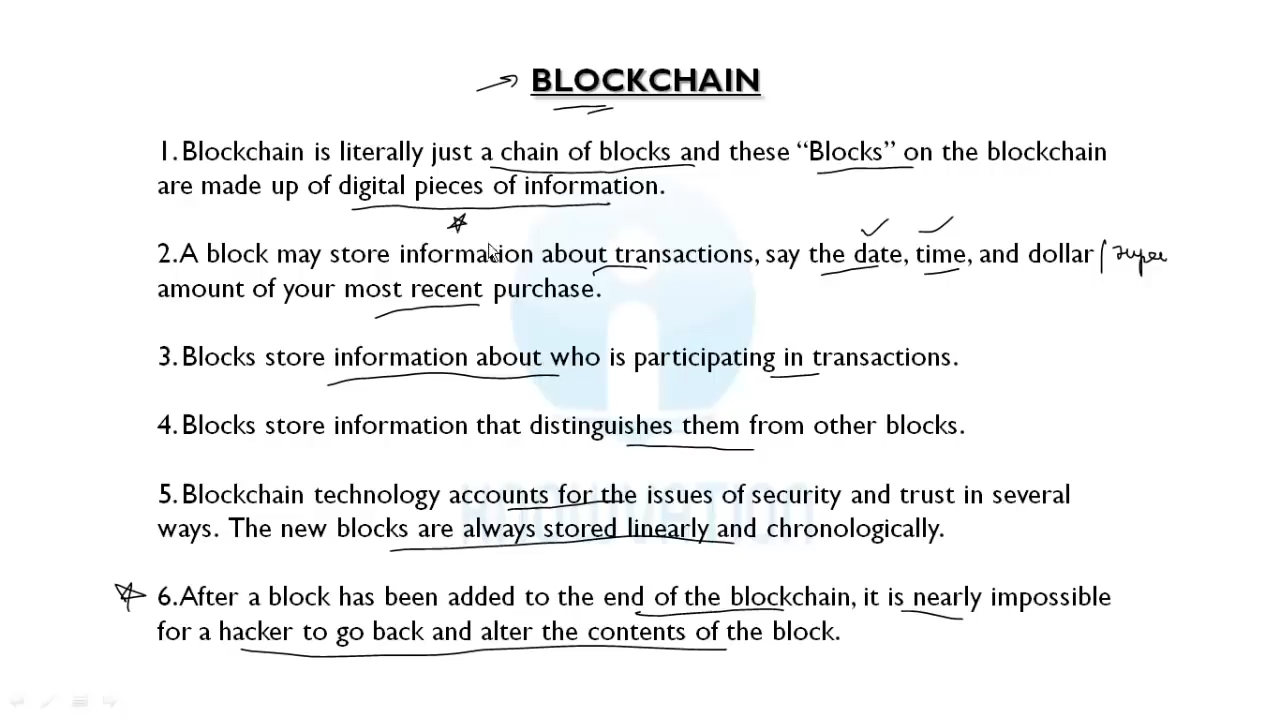 BLOCKCHAIN
1. Blockchain is literally just a chain of blocks and these “Blocks” on the blockchain
are made up of digital pieces of information.
2. A block may store information about transactions, say the date, time, and dollar
amount of your most recent purchase.
3. Blocks store information about who is participating in transactions.
4. Blocks store information that distinguishes them from other blocks.
5. Blockchain technology accounts for the issues of security and trust in several
ways. The new blocks are always stored linearly and chronologically.
6. After a block has been added to the end of the blockchain, it is nearly impossible
for a hacker to go back and alter the contents of the block.